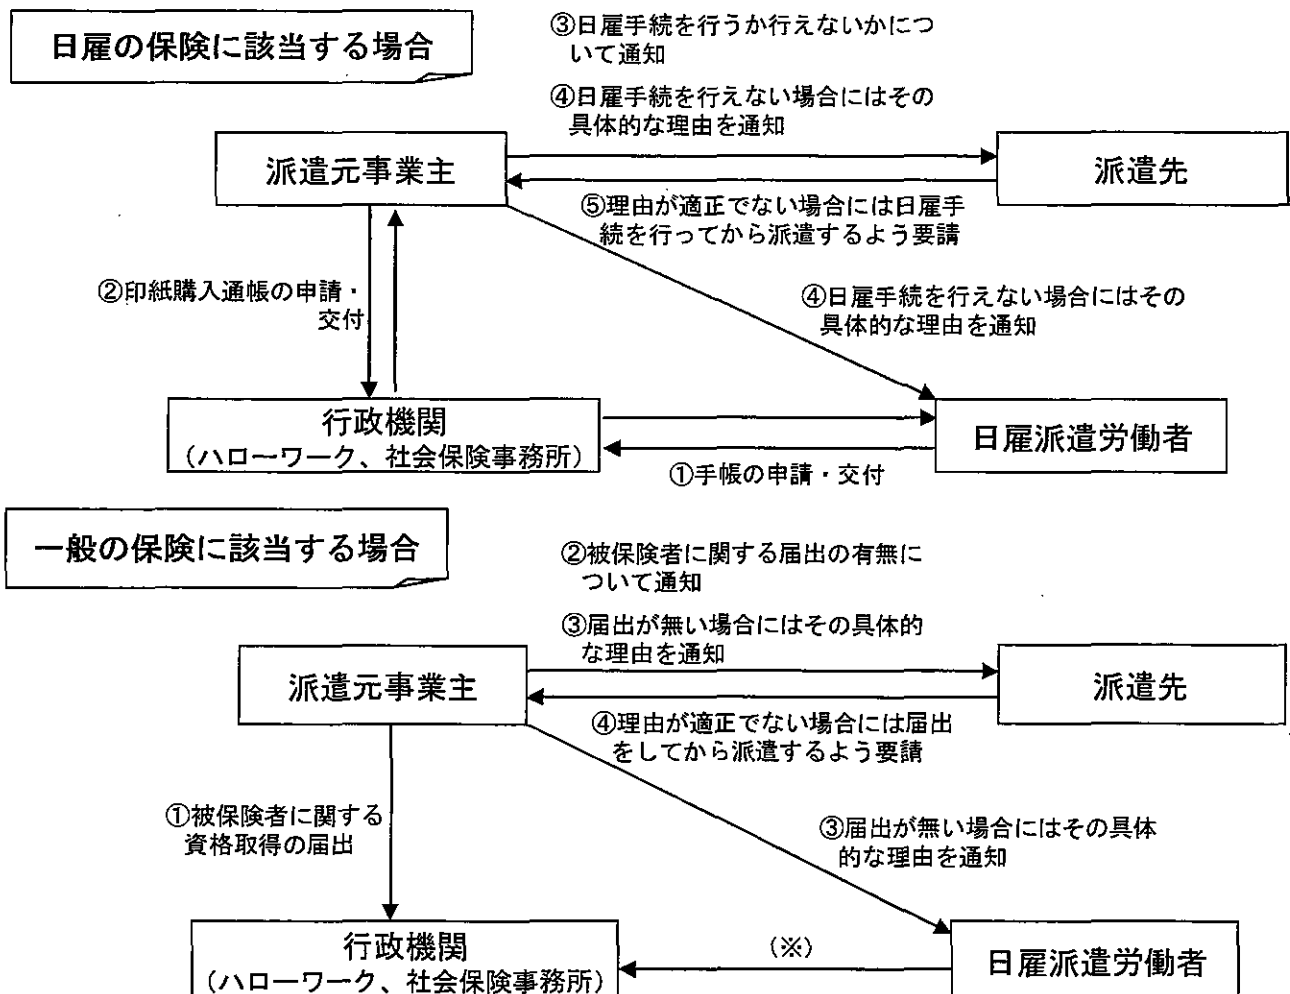 日雇の保険に該当する場合
③日雇手続を行うか行えないかにつ
いて通知
④日雇手続を行えない場合にはその
具体的な理由を通知
派遣元事業主
派遣先
⑤理由が適正でない場合には日雇手
続を行ってから派遣するよう要請
②印紙購入通帳の申請・
交付
④日雇手続を行えない場合にはその
具体的な理由を通知
行政機関
（ハローワーク、社会保険事務所）
日雇派遣労働者
①手帳の申請・交付
一般の保険に該当する場合
②被保険者に関する届出の有無に
ついて通知
③届出が無い場合にはその具体的
な理由を通知
派遣元事業主
派遣先
④理由が適正でない場合には届出
をしてから派遣するよう要請
①被保険者に関する
資格取得の届出
③届出が無い場合にはその具体
的な理由を通知
行政機関
（ハローワーク、社会保険事務所）
（※）
日雇派遣労働者